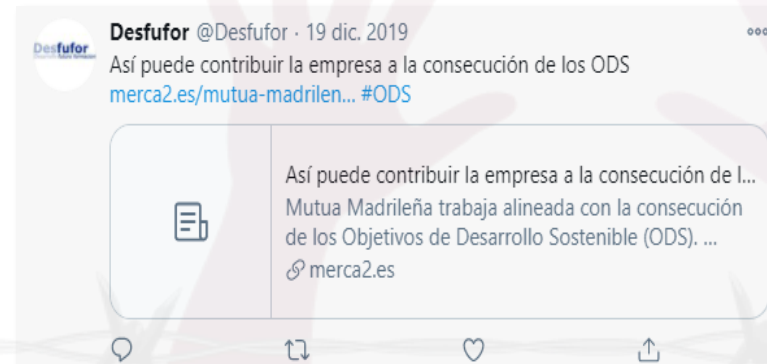 Desfufor
Desfufor @Desfufor · 19 dic. 2019
Así puede contribuir la empresa a la consecución de los ODS
merca2.es/mutua-madrilen... #ODS
Así puede contribuir la empresa a la consecución de l...
Mutua Madrileña trabaja alineada con la consecución
de los Objetivos de Desarrollo Sostenible (ODS). ...
merca2.es